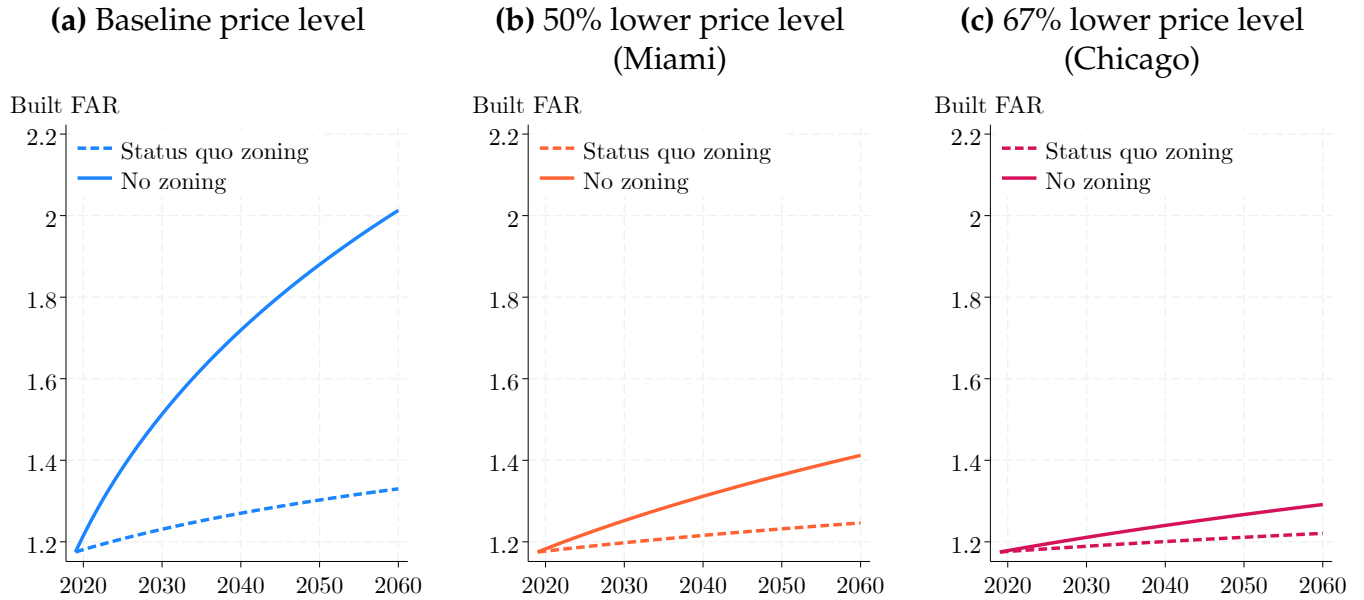 (a) Baseline price level
Built FAR
2.2
2
1.8
1.6
1.4
1.2
Status quo zoning
No zoning
2020 2030 2040 2050 2060
(b) 50% lower price level
(Miami)
Built FAR
2.2
2
1.8
1.6
1.4
1.2
Status quo zoning
No zoning
2020 2030 2040 2050 2060
(c) 67% lower price level
(Chicago)
Built FAR
2.2
2
1.8
1.6
1.4
1.2
Status quo zoning
No zoning
2020 2030 2040 2050 2060